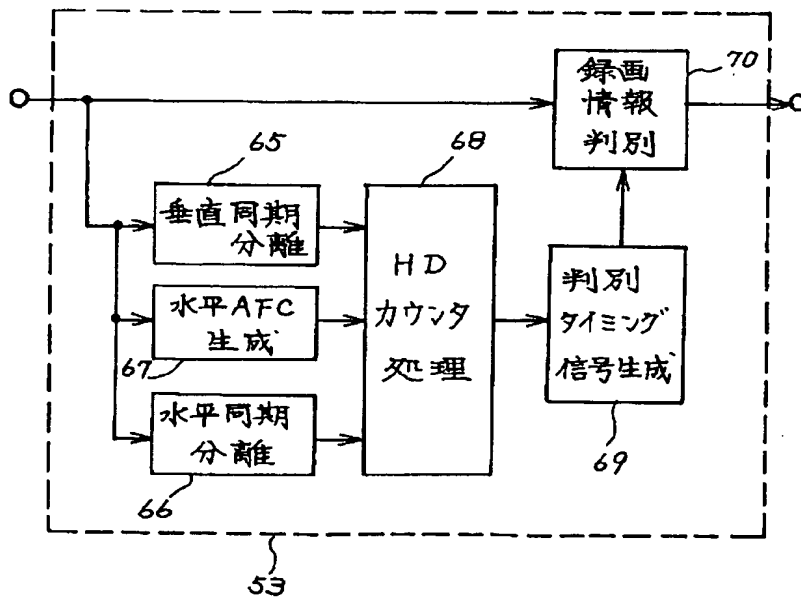 録画
情報
判別
70
65
垂直同期
分離
68
HD
カウンタ
処理
水平AFC
生成
67
判別
タイミング
信号生成
69
水平同期
分離
66
53